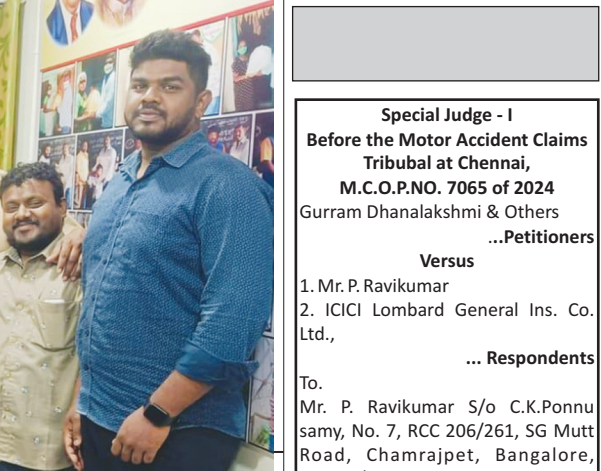 Special Judge - I
Before the Motor Accident Claims
Tribubal at Chennai,
M.C.O.P.NO. 7065 of 2024
Gurram Dhanalakshmi & Others
...Petitioners
Versus
1. Mr. P. Ravikumar
2. ICICI Lombard General Ins. Co.
Ltd.,
... Respondents
To.
Mr. P. Ravikumar S/o C.K.Ponnu
samy, No. 7, RCC 206/261, SG Mutt
Road, Chamrajpet, Bangalore,